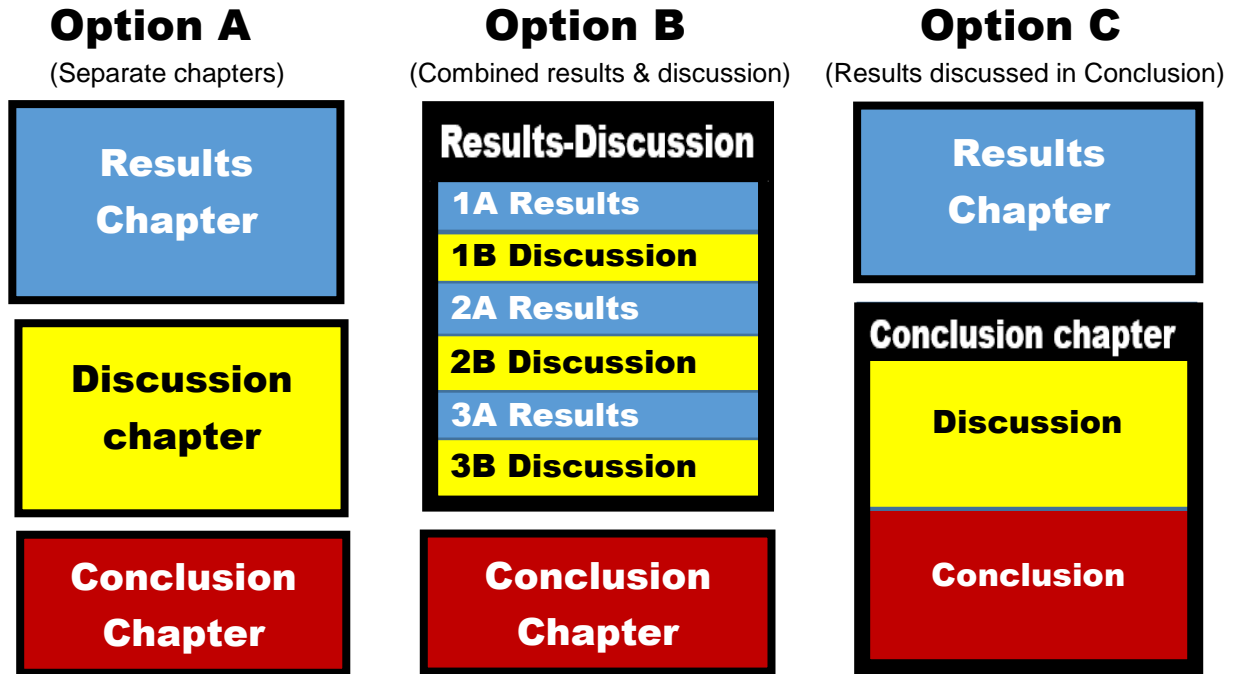 Option A
(Separate chapters)
Results
Chapter
Discussion
chapter
Conclusion
Chapter
Option B
(Combined results & discussion)
Results-Discussion
1A Results
1B Discussion
2A Results
2B Discussion
3A Results
3B Discussion
Conclusion
Chapter
Option C
(Results discussed in Conclusion)
Results
Chapter
Conclusion chapter
Discussion
Conclusion